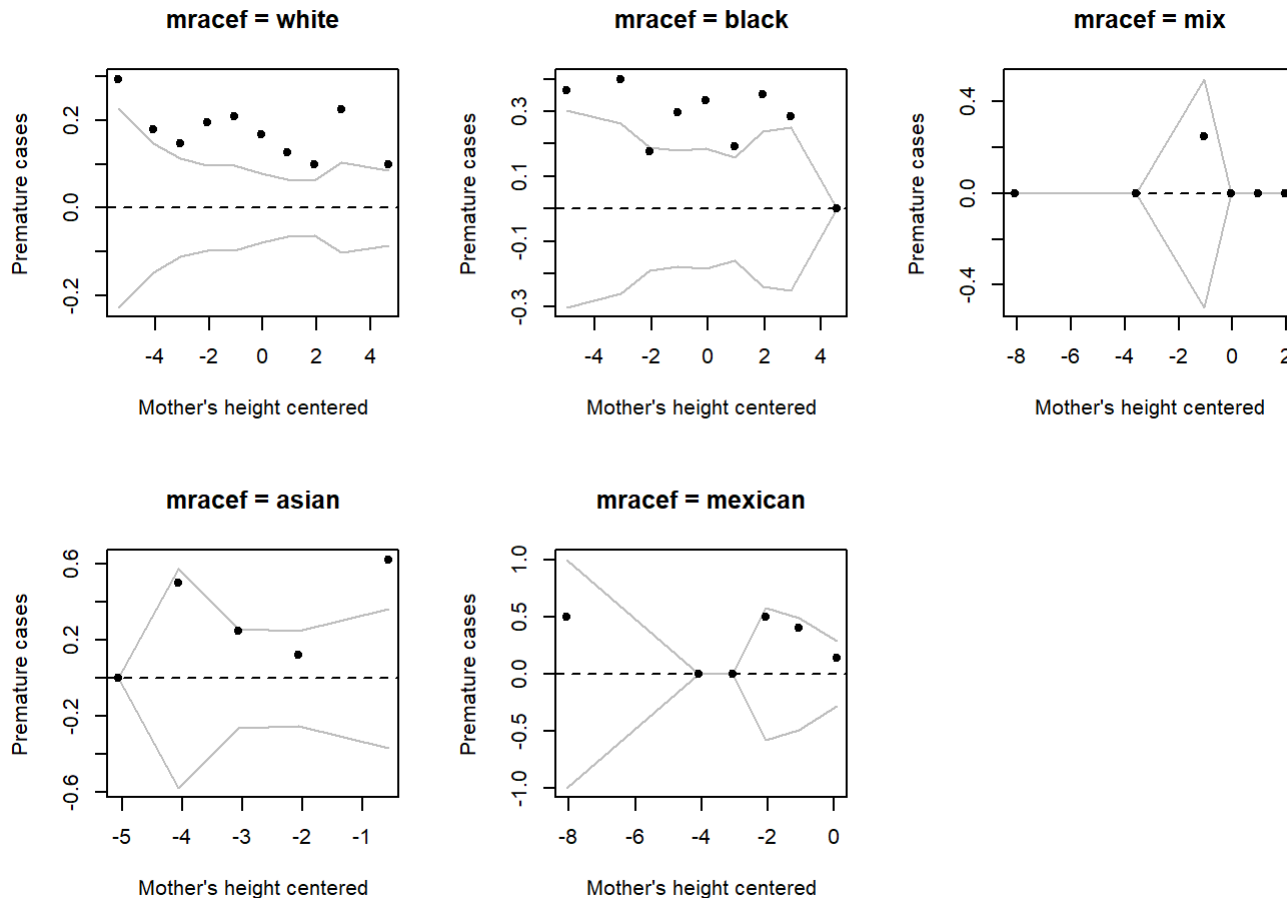 mracef = white
Premature cases
0.2
0.0
-0.2
-4 -2 0 2 4
Mother's height centered
mracef = black
Premature cases
0.3
0.1
-0.1
-0.3
-4 -2 0 2 4
Mother's height centered
mracef = mix
Premature cases
0.4
0.0
-0.4
-8 -6 -4 -2 0 2
Mother's height centered
mracef = asian
Premature cases
0.6
0.2
-0.2
-0.6
-5 -4 -3 -2 -1
Mother's height centered
mracef = mexican
Premature cases
1.0
0.5
0.0
-0.5
-1.0
-8 -6 -4 -2 0
Mother's height centered